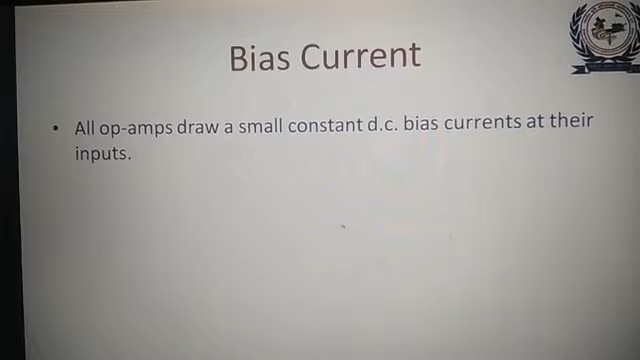 Bias Current
• All op-amps draw a small constant d.c. bias currents at their
inputs.